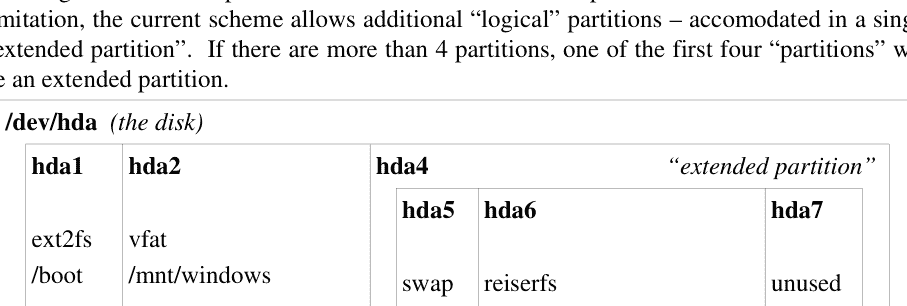 mitation, the current scheme allows additional “logical” partitions – accomodated in a sing
extended partition”. If there are more than 4 partitions, one of the first four “partitions” w
e an extended partition.
/dev/hda (the disk)
hda1 hda2 hda4 “extended partition”
hda5 hda6 hda7
ext2fs vfat
/boot /mnt/windows
swap reiserfs unused